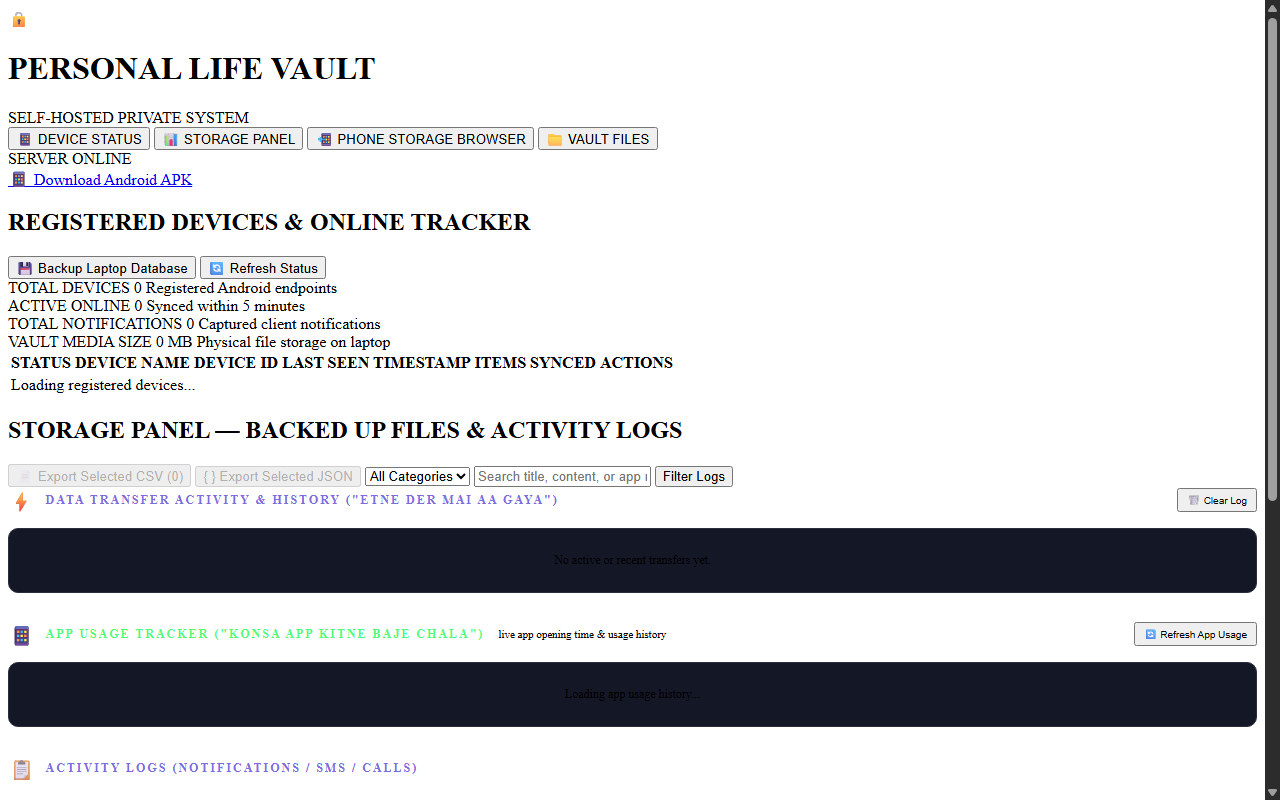 PERSONAL LIFE VAULT
SELF-HOSTED PRIVATE SYSTEM
DEVICE STATUS STORAGE PANEL PHONE STORAGE BROWSER VAULT FILES
SERVER ONLINE
Download Android APK
REGISTERED DEVICES & ONLINE TRACKER
Backup Laptop Database Refresh Status
TOTAL DEVICES 0 Registered Android endpoints
ACTIVE ONLINE 0 Synced within 5 minutes
TOTAL NOTIFICATIONS 0 Captured client notifications
VAULT MEDIA SIZE 0 MB Physical file storage on laptop
STATUS DEVICE NAME DEVICE ID LAST SEEN TIMESTAMP ITEMS SYNCED ACTIONS
Loading registered devices...
STORAGE PANEL — BACKED UP FILES & ACTIVITY LOGS
Export Selected CSV (0) { } Export Selected JSON All Categories Search title, content, or app Filter Logs
DATA TRANSFER ACTIVITY & HISTORY ("ETNE DER MAI AA GAYA") Clear Log
No active or recent transfers yet.
APP USAGE TRACKER ("KONSA APP KITNE BAJE CHALA") live app opening time & usage history Refresh App Usage
Loading app usage history...
ACTIVITY LOGS (NOTIFICATIONS / SMS / CALLS)